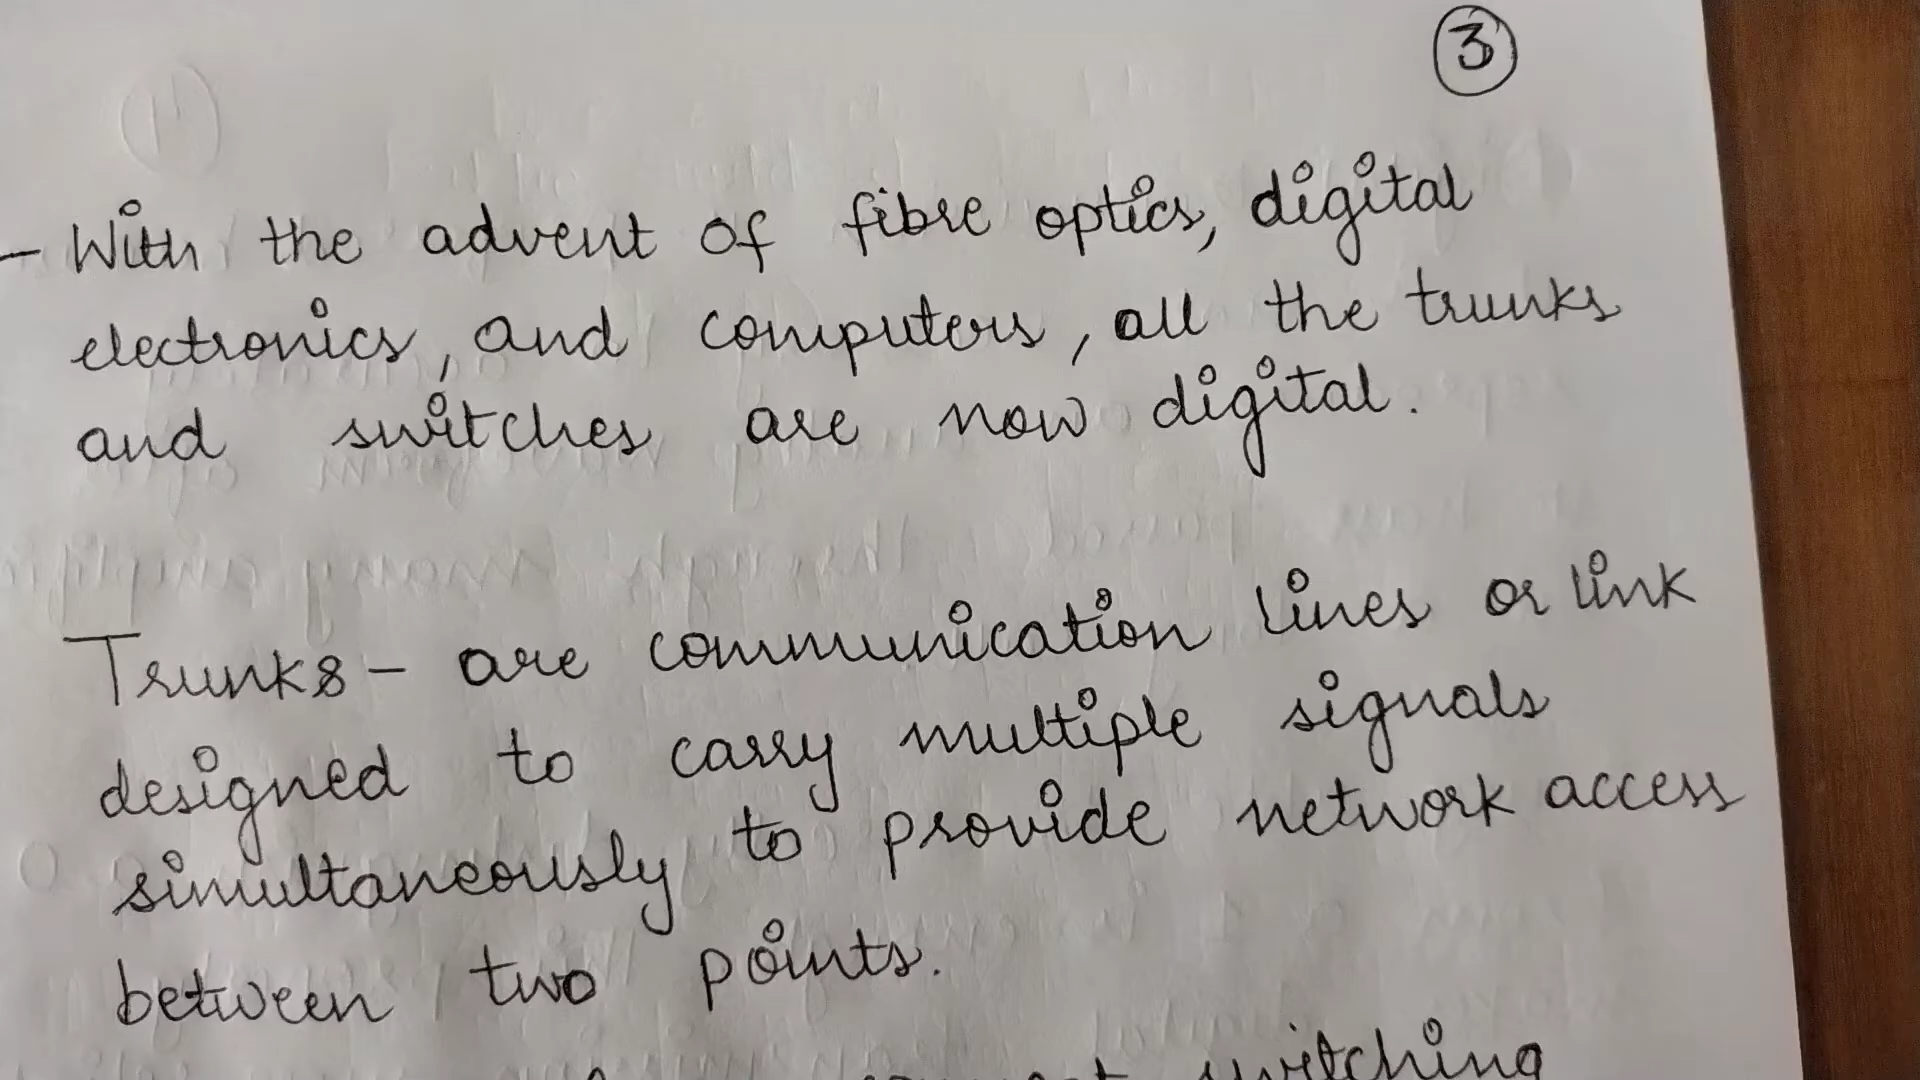 3
- With the advent of fibre optics, digital
electronics, and computers, all the trunks
and switches are now digital.
Trunks - are communication lines or link
designed to carry multiple signals
simultaneously to provide network access
between two points.
switching